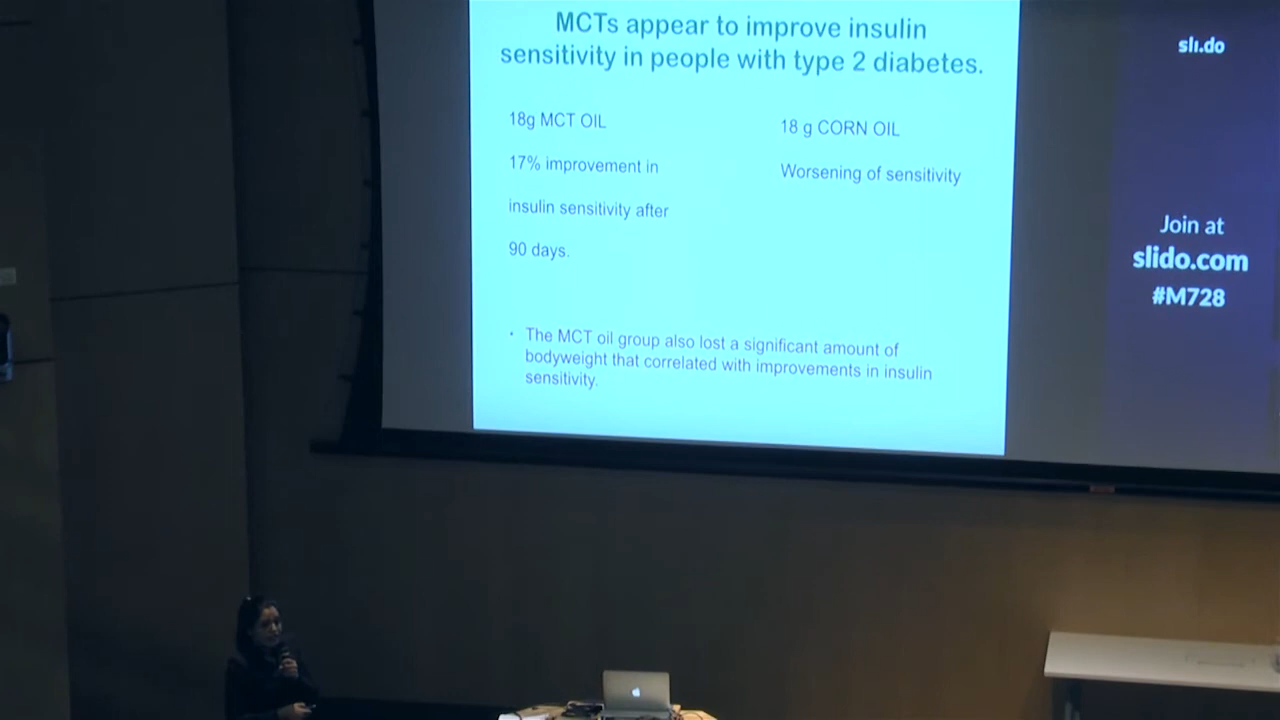 MCTs appear to improve insulin
sensitivity in people with type 2 diabetes.
18g MCT OIL
17% improvement in
insulin sensitivity after
90 days.
18 g CORN OIL
Worsening of sensitivity
• The MCT oil group also lost a significant amount of
bodyweight that correlated with improvements in insulin
sensitivity.
sli.do
Join at
slido.com
#M728